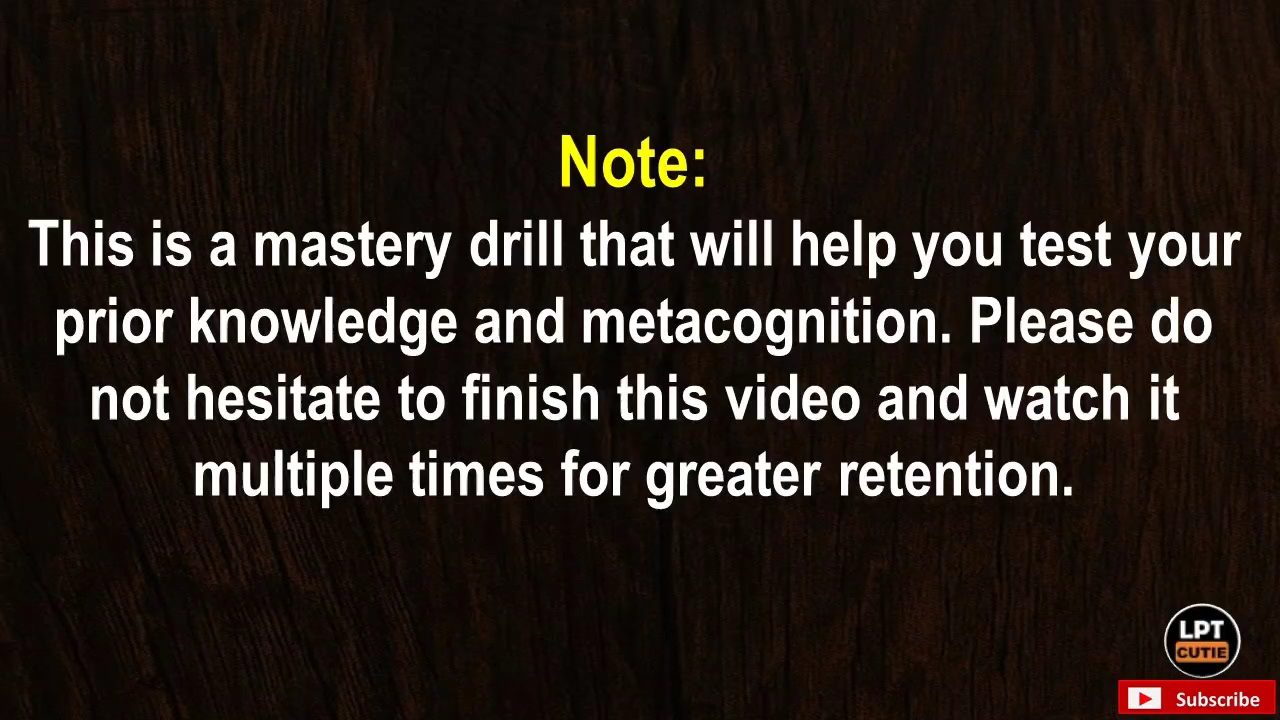 Note:
This is a mastery drill that will help you test your
prior knowledge and metacognition. Please do
not hesitate to finish this video and watch it
multiple times for greater retention.
LPT
CUTIE
Subscribe